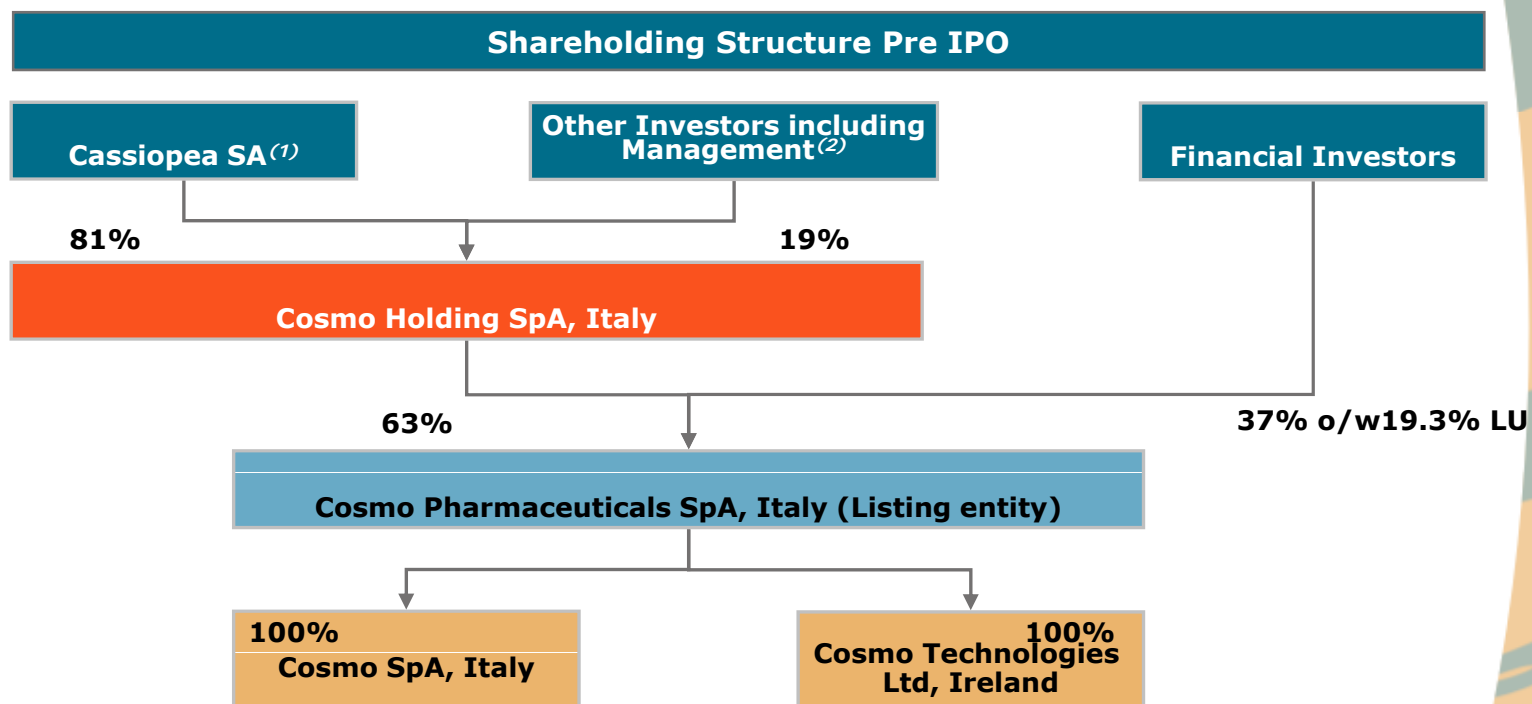 Shareholding Structure Pre IPO
Cassiopea SA(1)
Other Investors including
Management(2)
Financial Investors
81%
19%
Cosmo Holding SpA, Italy
63%
37% o/w19.3% LU
Cosmo Pharmaceuticals SpA, Italy (Listing entity)
100%
Cosmo SpA, Italy
100%
Cosmo Technologies
Ltd, Ireland